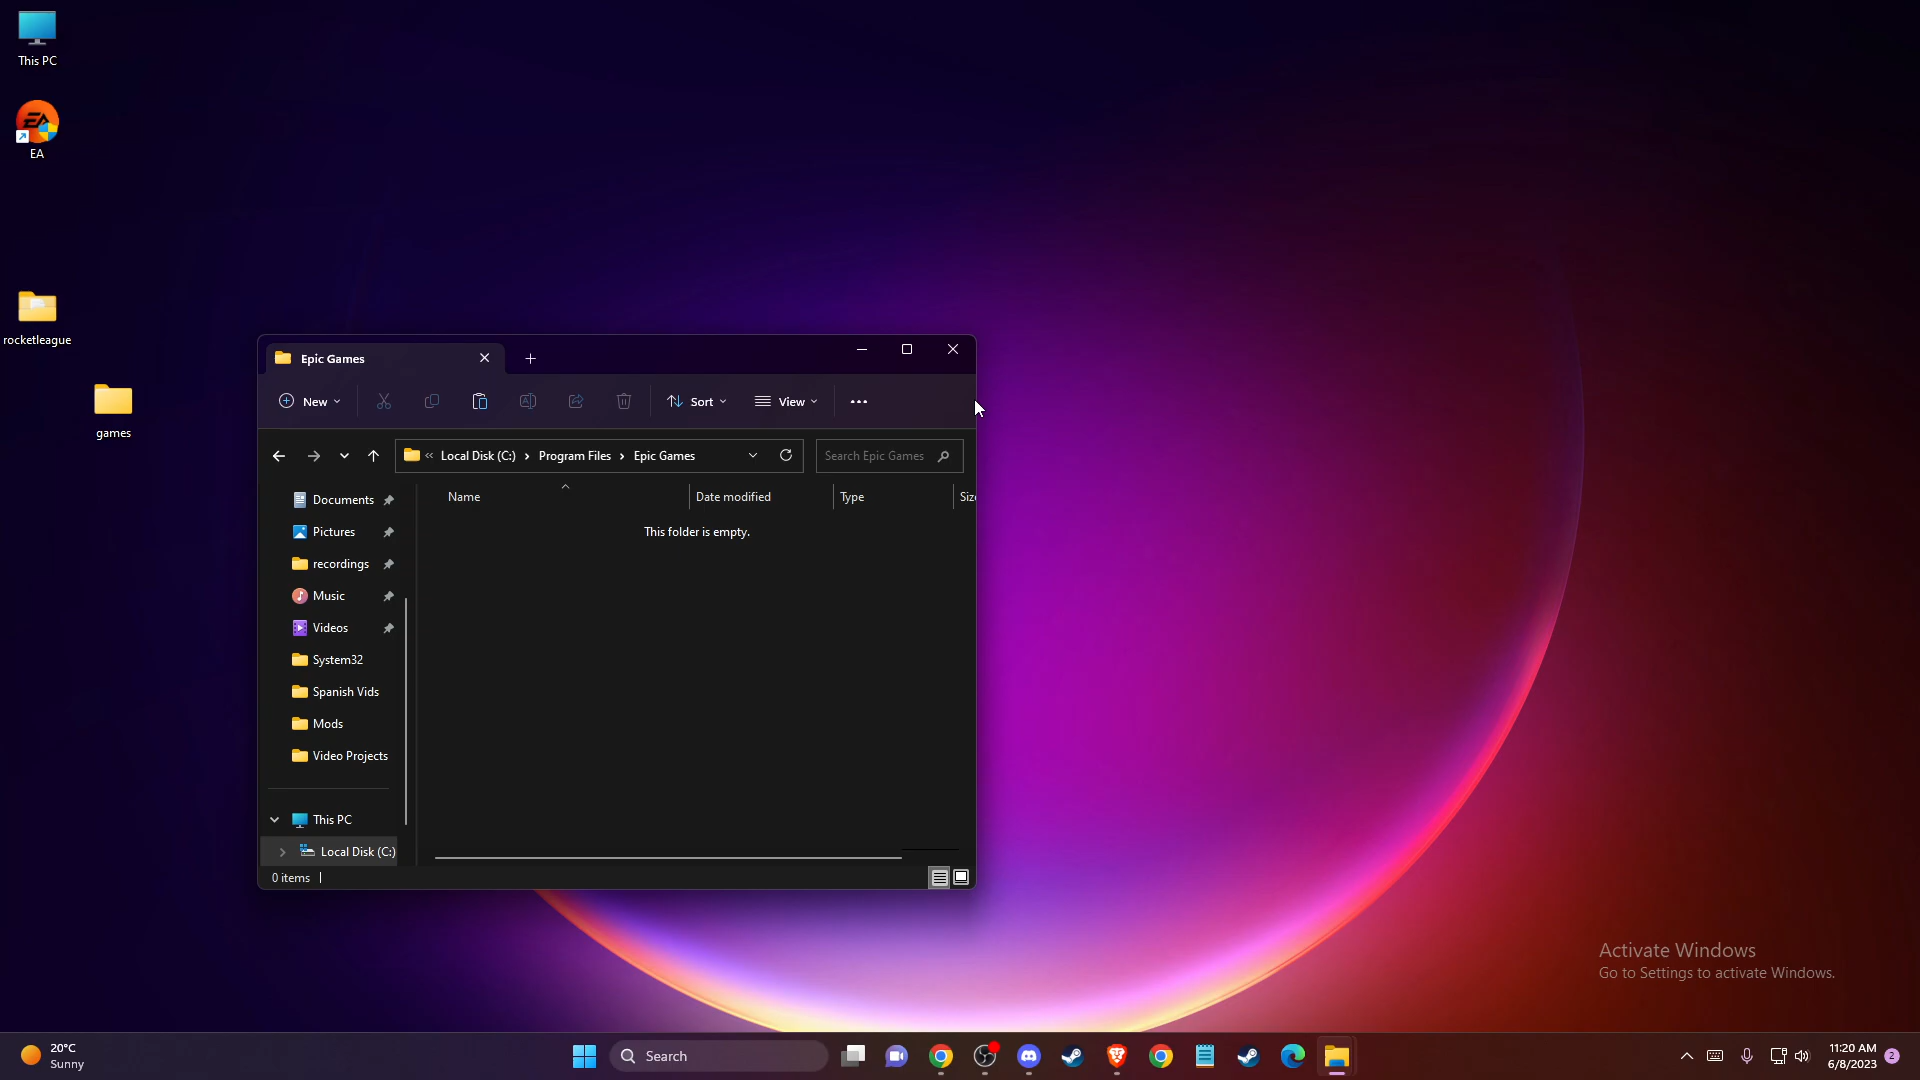 This PC
EA
EA
rocketleague
games
Epic Games
New
Sort
View
Local Disk (C:)
Program Files
Epic Games
Search Epic Games
Name
Date modified
Type
Size
This folder is empty.
Documents
Pictures
recordings
Music
Videos
System32
Spanish Vids
Mods
Video Projects
This PC
Local Disk (C:)
0 items
Activate Windows
Go to Settings to activate Windows.
20°C
Sunny
Search
11:20 AM
6/8/2023
2